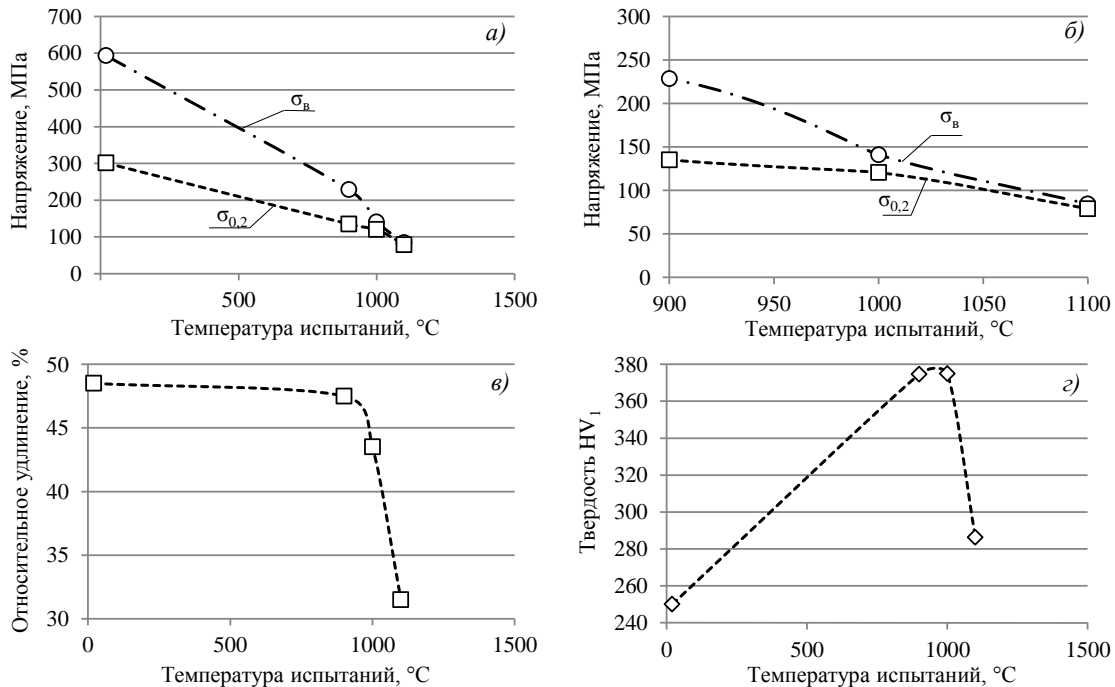 Напряжение, МПа
700
600
500
400
300
200
100
0
500
1000
1500
Температура испытаний, °С
а)
σв
σ0,2
Напряжение, МПа
300
250
200
150
100
50
0
900
950
1000
1050
1100
Температура испытаний, °С
б)
σв
σ0,2
Относительное удлинение, %
50
45
40
35
30
0
500
1000
1500
Температура испытаний, °С
в)
Твердость HV1
380
360
340
320
300
280
260
240
0
500
1000
1500
Температура испытаний, °С
г)